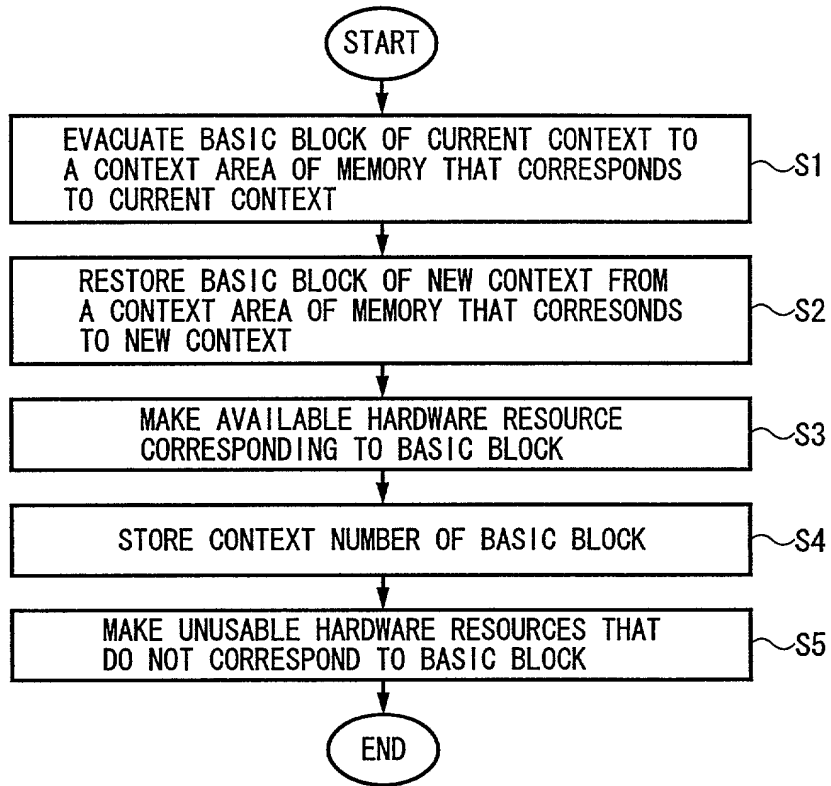 START
EVACUATE BASIC BLOCK OF CURRENT CONTEXT TO
A CONTEXT AREA OF MEMORY THAT CORRESPONDS
TO CURRENT CONTEXT
S1
RESTORE BASIC BLOCK OF NEW CONTEXT FROM
A CONTEXT AREA OF MEMORY THAT CORRESONDS
TO NEW CONTEXT
S2
MAKE AVAILABLE HARDWARE RESOURCE
CORRESPONDING TO BASIC BLOCK
S3
STORE CONTEXT NUMBER OF BASIC BLOCK
S4
MAKE UNUSABLE HARDWARE RESOURCES THAT
DO NOT CORRESPOND TO BASIC BLOCK
S5
END